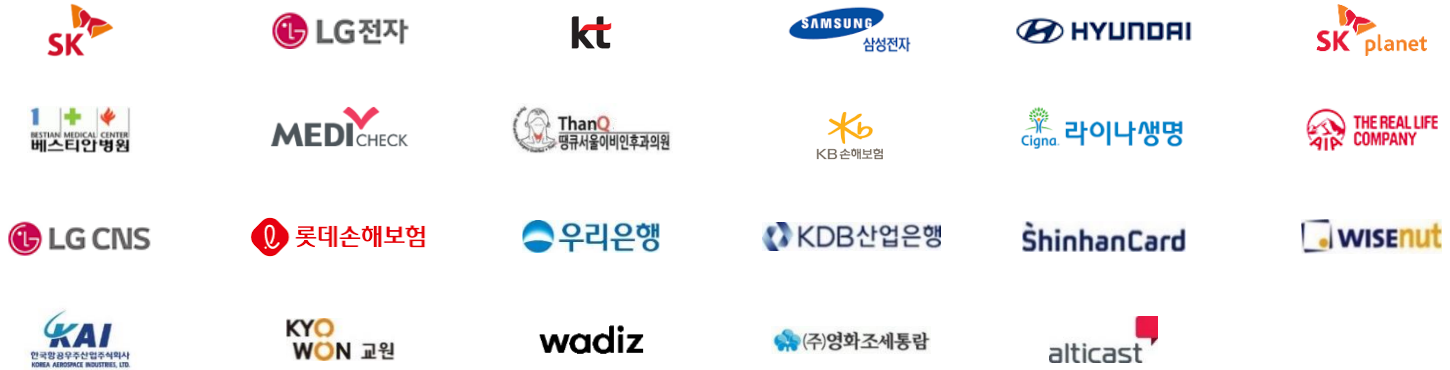 SK
LG전자
kt
SAMSUNG
삼성전자
HYUNDAI
SK planet
1
BESTIAN MEDICAL CENTER
베스티안병원
MEDICHECK
ThanQ
땡큐서울이비인후과의원
Kb
KB손해보험
Cigna. 라이나생명
AIA
THE REAL LIFE
COMPANY
LG CNS
롯데손해보험
우리은행
KDB산업은행
ShinhanCard
WISEnut
KAI
한국항공우주산업주식회사
KOREA AEROSPACE INDUSTRIES, LTD.
KYO
WON 교원
wadiz
(주)영화조세통람
alticast